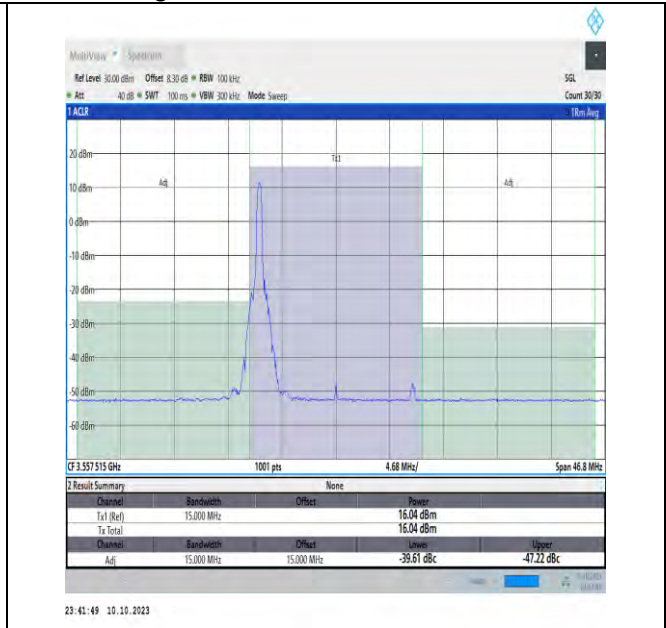 MultiView Spectrum
Ref Level 30.00 dBm Offset 8.30 dB RBW 100 kHz SGL
Att 40 dB SWT 100 ms VBW 300 kHz Mode Sweep Count 30/30
1 ACLR 1Rm Avg
20 dBm
Tx1
Adj Adj
10 dBm
0 dBm
-10 dBm
-20 dBm
-30 dBm
-40 dBm
-50 dBm
-60 dBm
CF 3.557515 GHz 1001 pts 4.68 MHz/ Span 46.8 MHz
2 Result Summary None
Channel Bandwidth Offset Power
Tx1 (Ref) 15.000 MHz 16.04 dBm
Tx Total 16.04 dBm
Channel Bandwidth Offset Lower Upper
Adj 15.000 MHz 15.000 MHz -39.61 dBc -47.22 dBc
23:41:49 10.10.2023